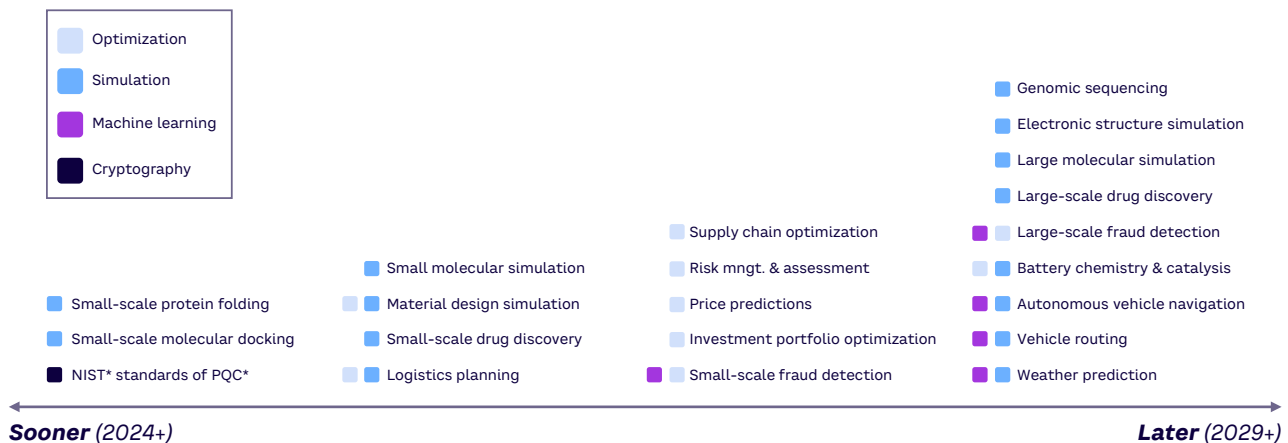 Optimization
Simulation
Machine learning
Cryptography
Small-scale protein folding
Small-scale molecular docking
NIST* standards of PQC*
Small molecular simulation
Material design simulation
Small-scale drug discovery
Logistics planning
Supply chain optimization
Risk mngt. & assessment
Price predictions
Investment portfolio optimization
Small-scale fraud detection
Genomic sequencing
Electronic structure simulation
Large molecular simulation
Large-scale drug discovery
Large-scale fraud detection
Battery chemistry & catalysis
Autonomous vehicle navigation
Vehicle routing
Weather prediction
Sooner (2024+)
Later (2029+)